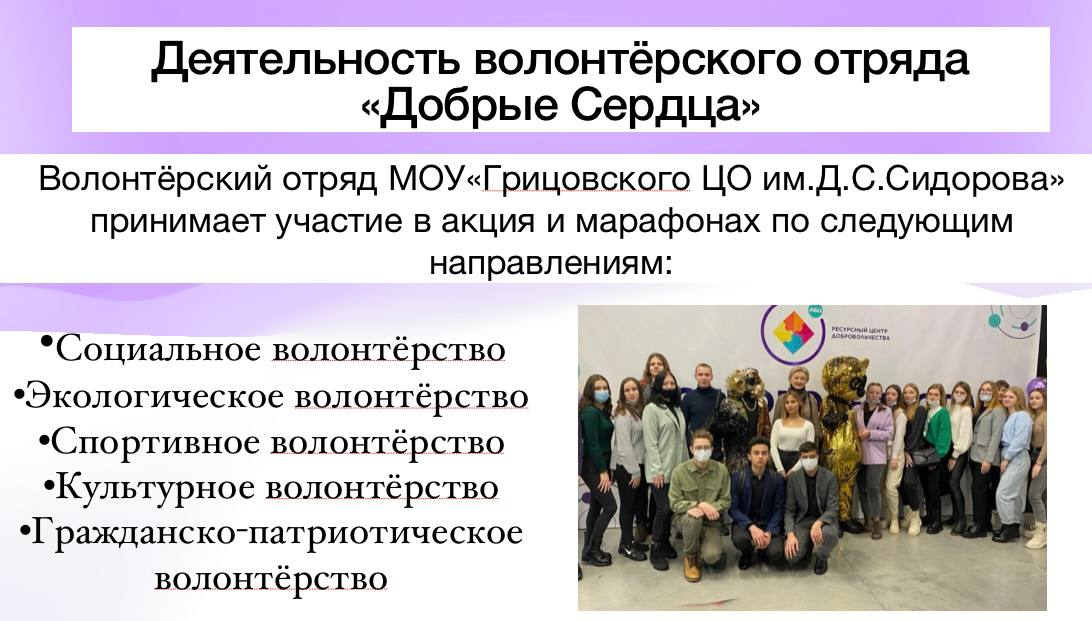 Деятельность волонтёрского отряда
«Добрые Сердца»
Волонтёрский отряд МОУ«Грицовского ЦО им.Д.С.Сидорова»
принимает участие в акция и марафонах по следующим
направлениям:
•Социальное волонтёрство
•Экологическое волонтёрство
•Спортивное волонтёрство
•Культурное волонтёрство
•Гражданско-патриотическое
волонтёрство
РЕСУРСНЫЙ ЦЕНТР
ДОБРОВОЛЬЧЕСТВА